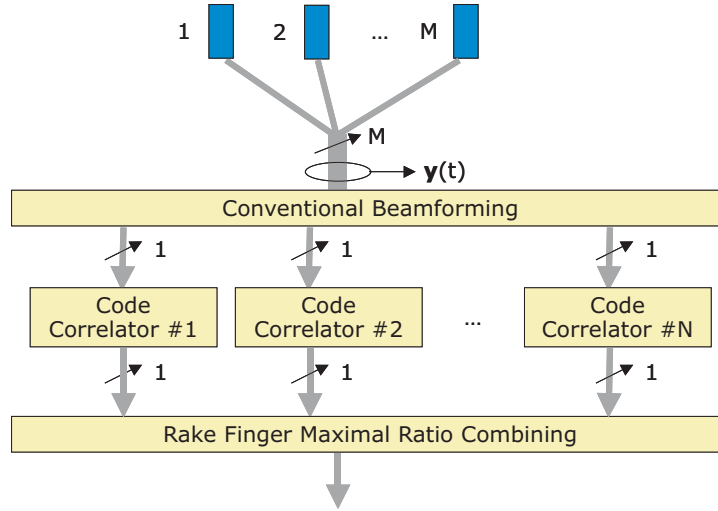 1 2 ... M
M
y(t)
Conventional Beamforming
1 1 1
Code
Correlator #1
Code
Correlator #2
...
Code
Correlator #N
1 1 1
Rake Finger Maximal Ratio Combining